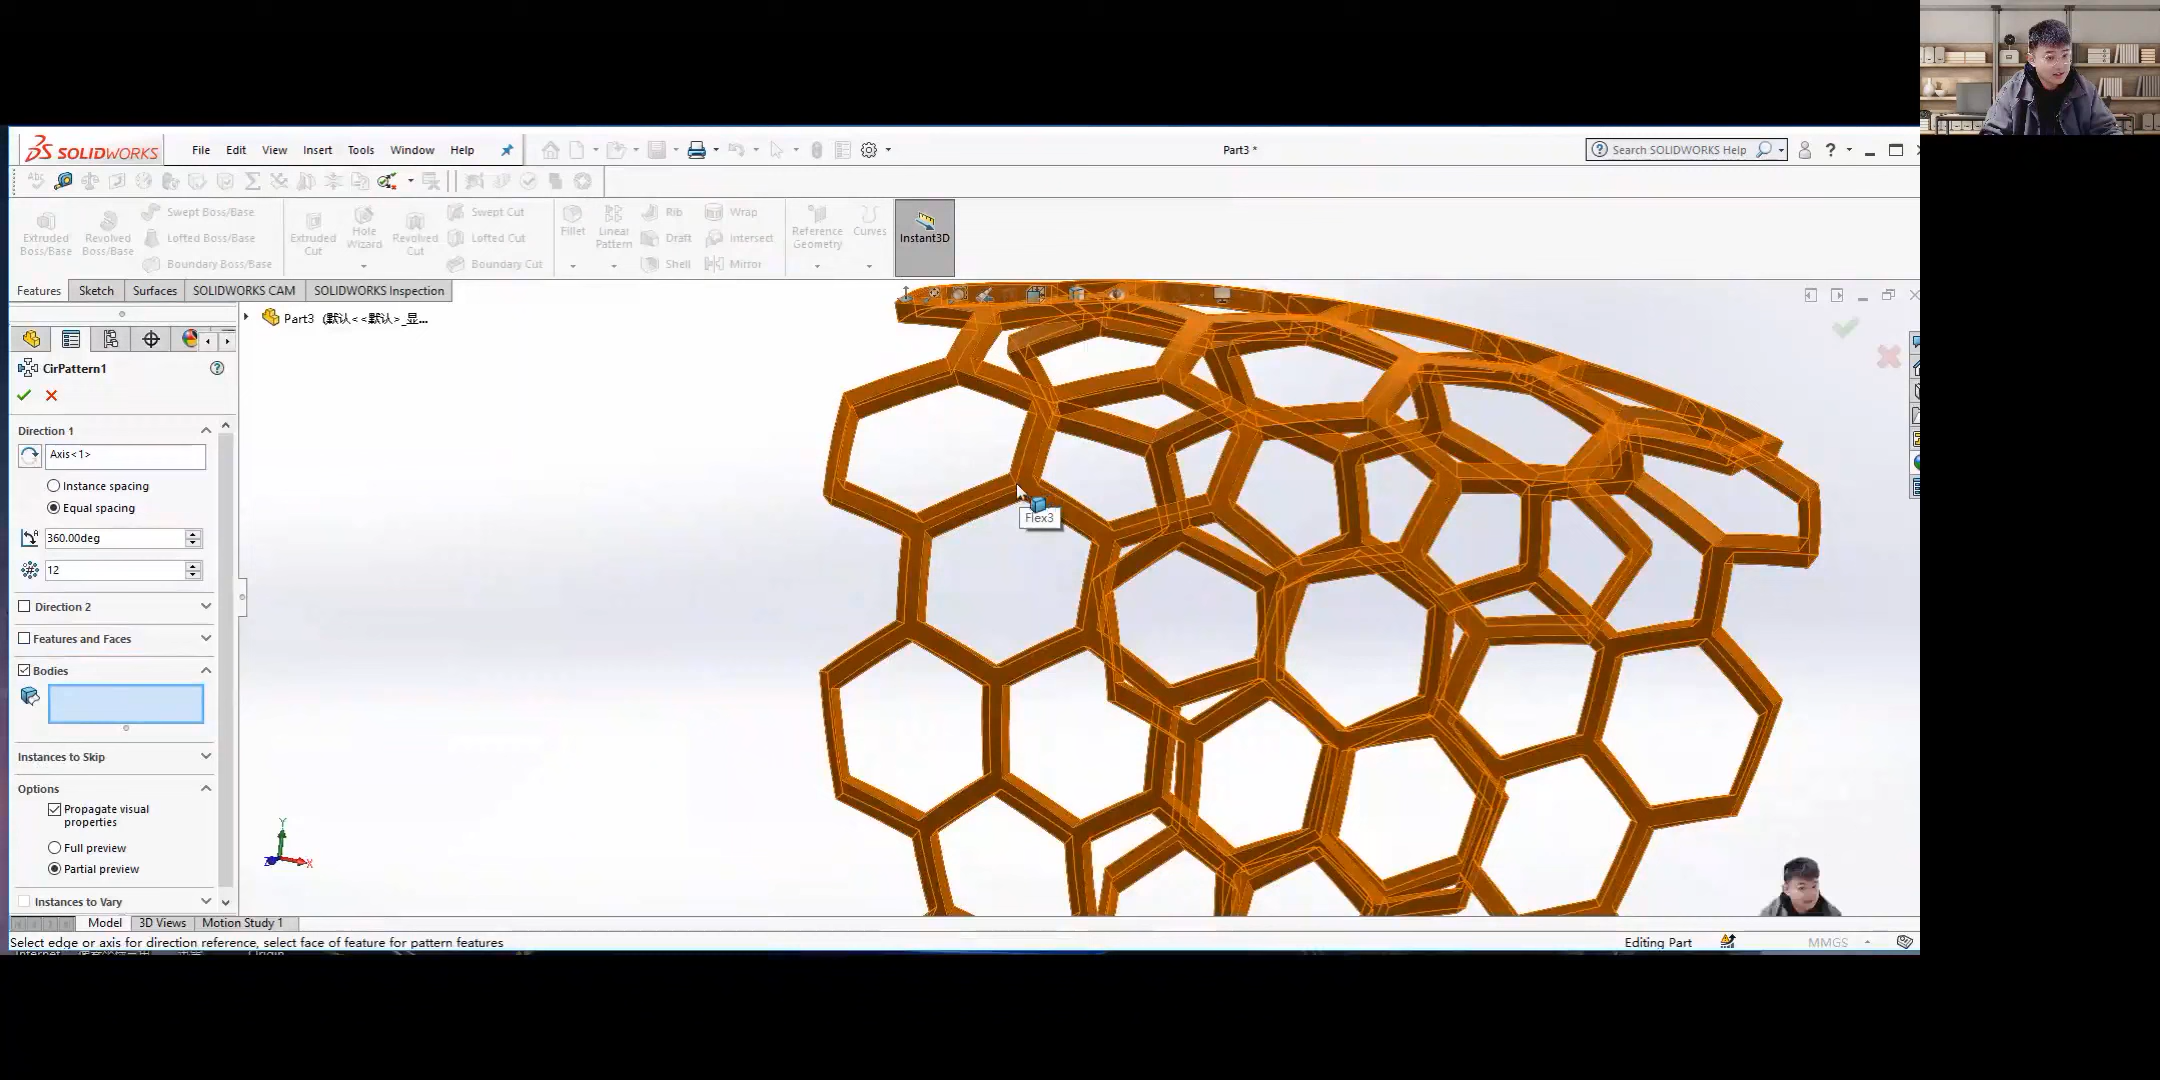 SOLIDWORKS File Edit View Insert Tools Window Help Part3 * Search SOLIDWORKS Help ?
Extruded Boss/Base
Revolved Boss/Base
Swept Boss/Base
Lofted Boss/Base
Boundary Boss/Base
Extruded Cut
Hole Wizard
Revolved Cut
Swept Cut
Lofted Cut
Boundary Cut
Fillet
Linear Pattern
Rib
Draft
Shell
Wrap
Intersect
Mirror
Reference Geometry
Curves
Instant3D
Features Sketch Surfaces SOLIDWORKS CAM SOLIDWORKS Inspection
Part3 (默认<<默认>_显...
CirPattern1
Direction 1
Axis<1>
Instance spacing
Equal spacing
360.00deg
12
Direction 2
Features and Faces
Bodies
Instances to Skip
Options
Propagate visual
properties
Full preview
Partial preview
Instances to Vary
Flex3
Y
Z
X
Model 3D Views Motion Study 1
Select edge or axis for direction reference, select face of feature for pattern features
Editing Part
MMGS